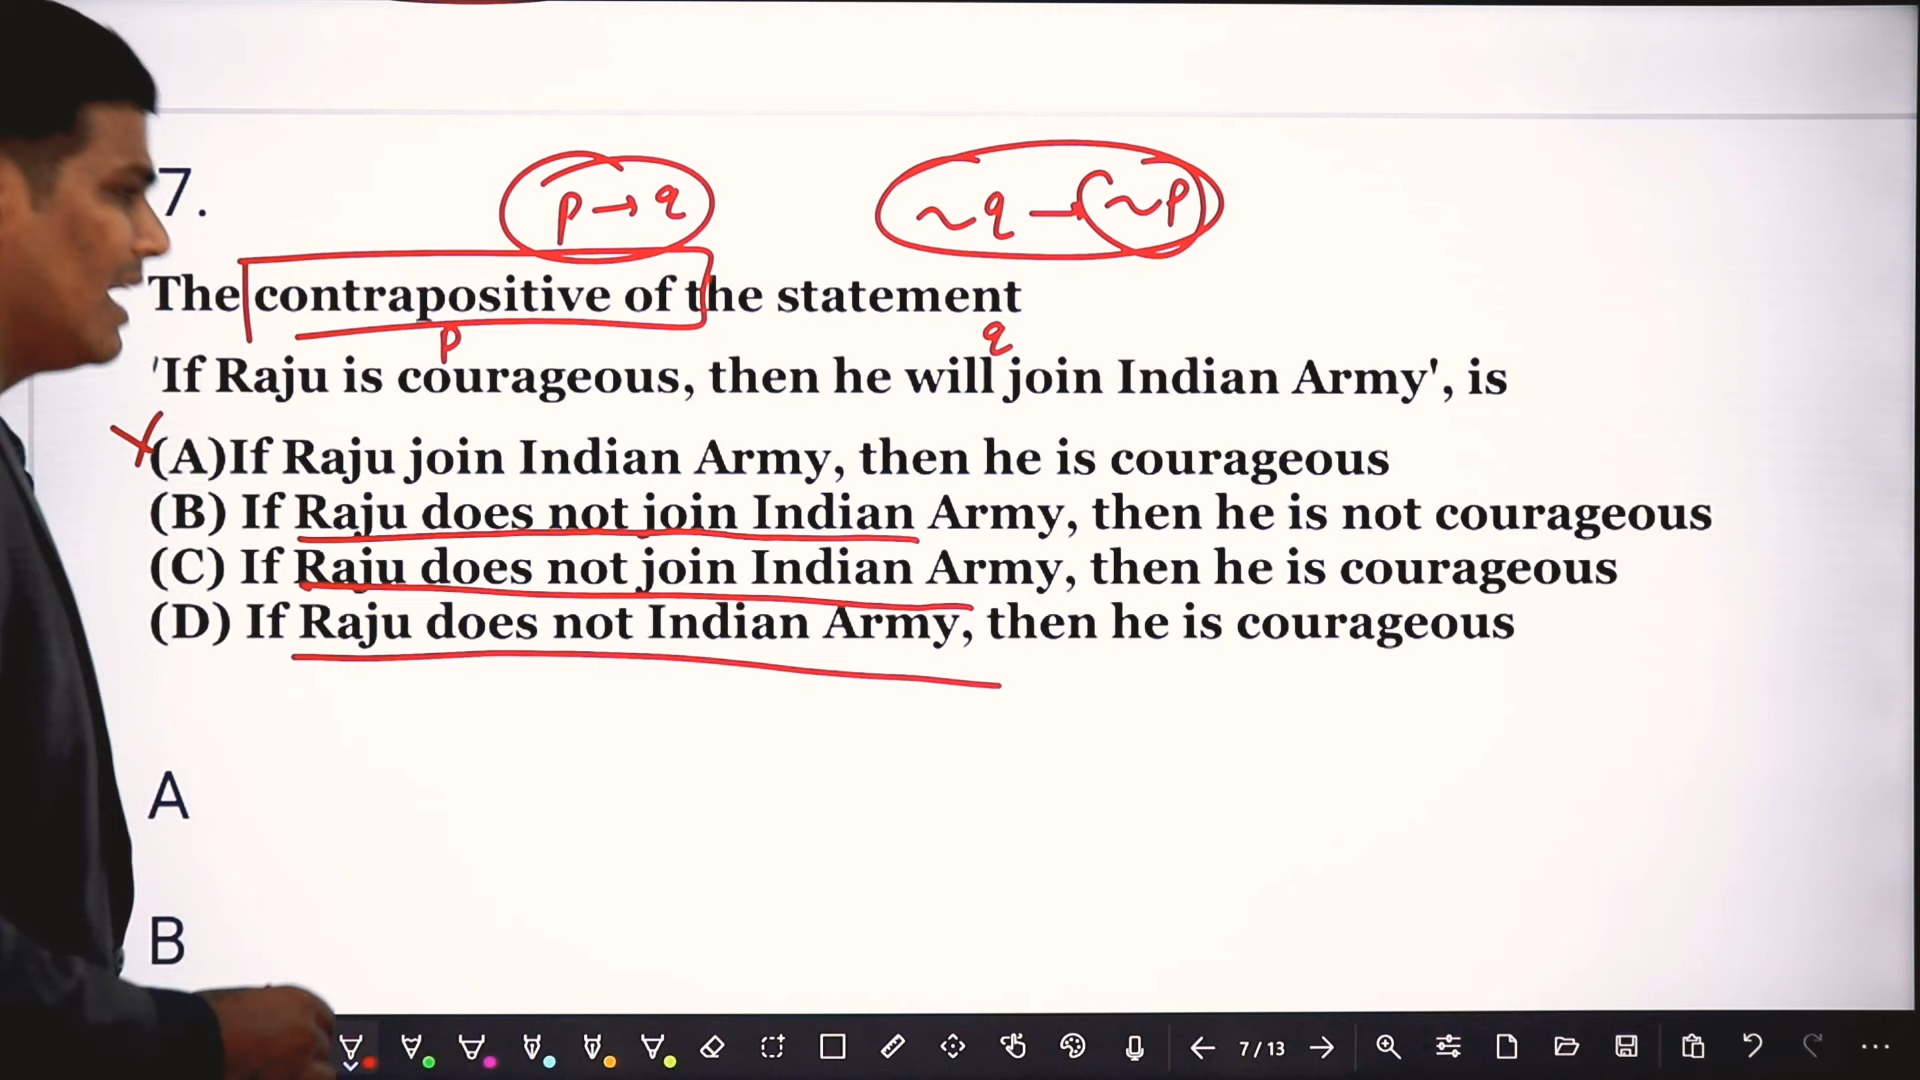 7.
p → q
~q → ~p
The contrapositive of the statement
p
q
'If Raju is courageous, then he will join Indian Army', is
(A)If Raju join Indian Army, then he is courageous
(B) If Raju does not join Indian Army, then he is not courageous
(C) If Raju does not join Indian Army, then he is courageous
(D) If Raju does not Indian Army, then he is courageous
A
B
7 / 13